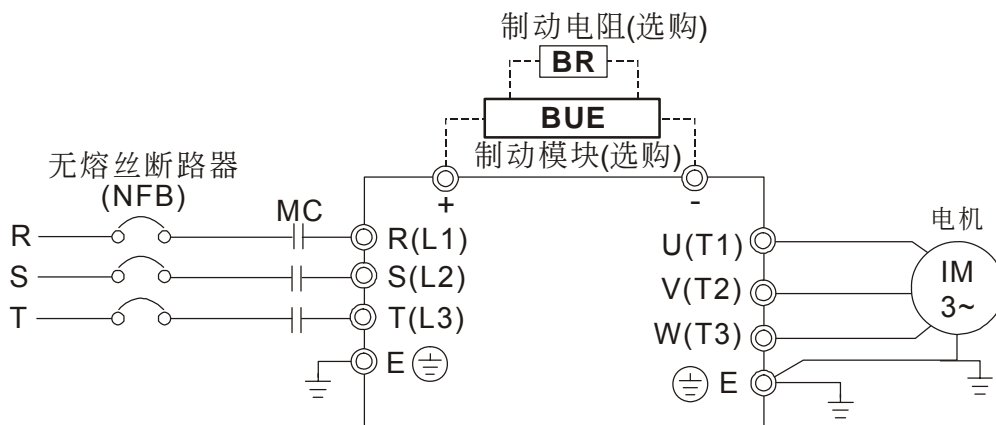 制动电阻(选购)
BR
BUE
制动模块(选购)
无熔丝断路器
(NFB)
MC
+
-
电机
R
R(L1)
U(T1)
S
S(L2)
V(T2)
IM
3~
T
T(L3)
W(T3)
E
E